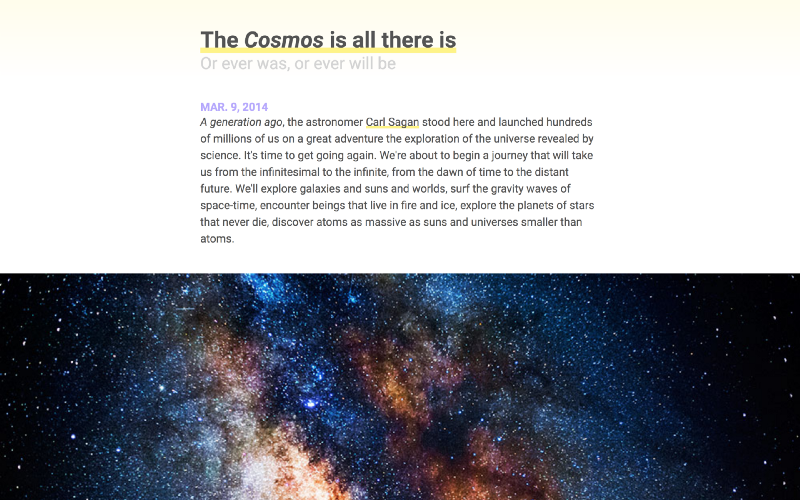 The Cosmos is all there is
Or ever was, or ever will be
MAR. 9, 2014
A generation ago, the astronomer Carl Sagan stood here and launched hundreds
of millions of us on a great adventure the exploration of the universe revealed by
science. It's time to get going again. We're about to begin a journey that will take
us from the infinitesimal to the infinite, from the dawn of time to the distant
future. We'll explore galaxies and suns and worlds, surf the gravity waves of
space-time, encounter beings that live in fire and ice, explore the planets of stars
that never die, discover atoms as massive as suns and universes smaller than
atoms.